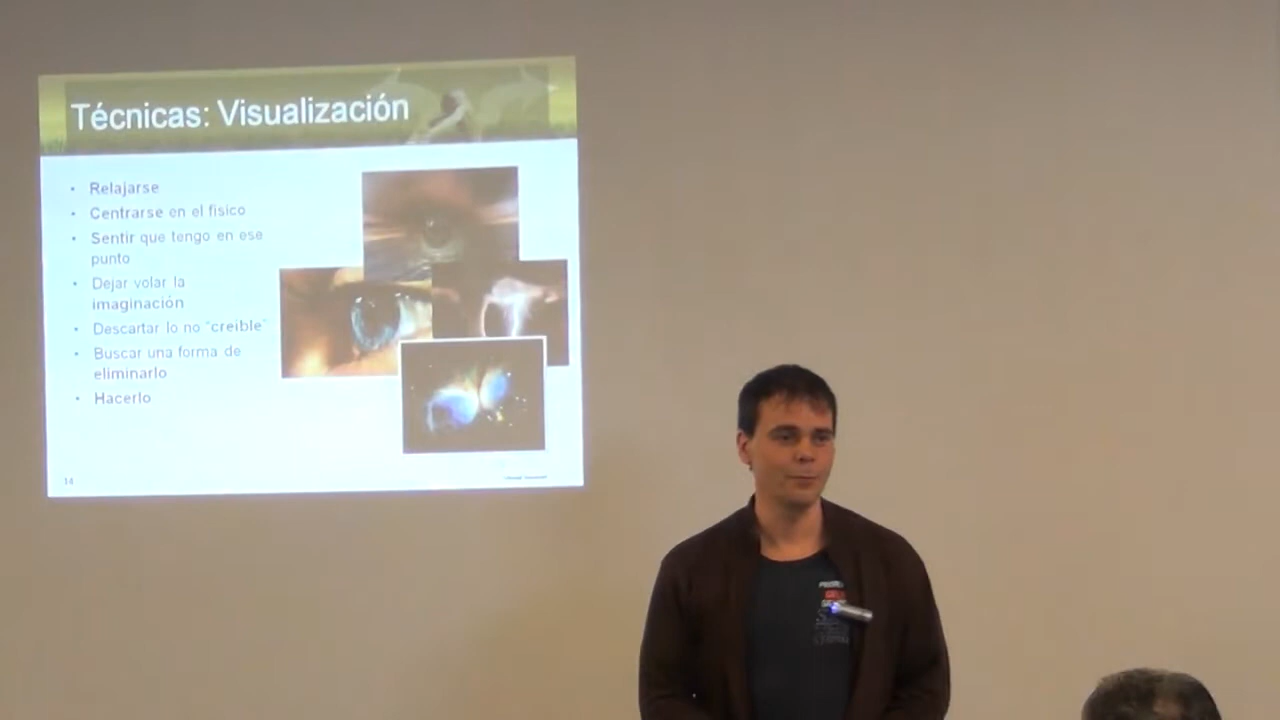 Técnicas: Visualización
• Relajarse
• Centrarse en el físico
• Sentir que tengo en ese
punto
• Dejar volar la
imaginación
• Descartar lo no "creible"
• Buscar una forma de
eliminarlo
• Hacerlo
14